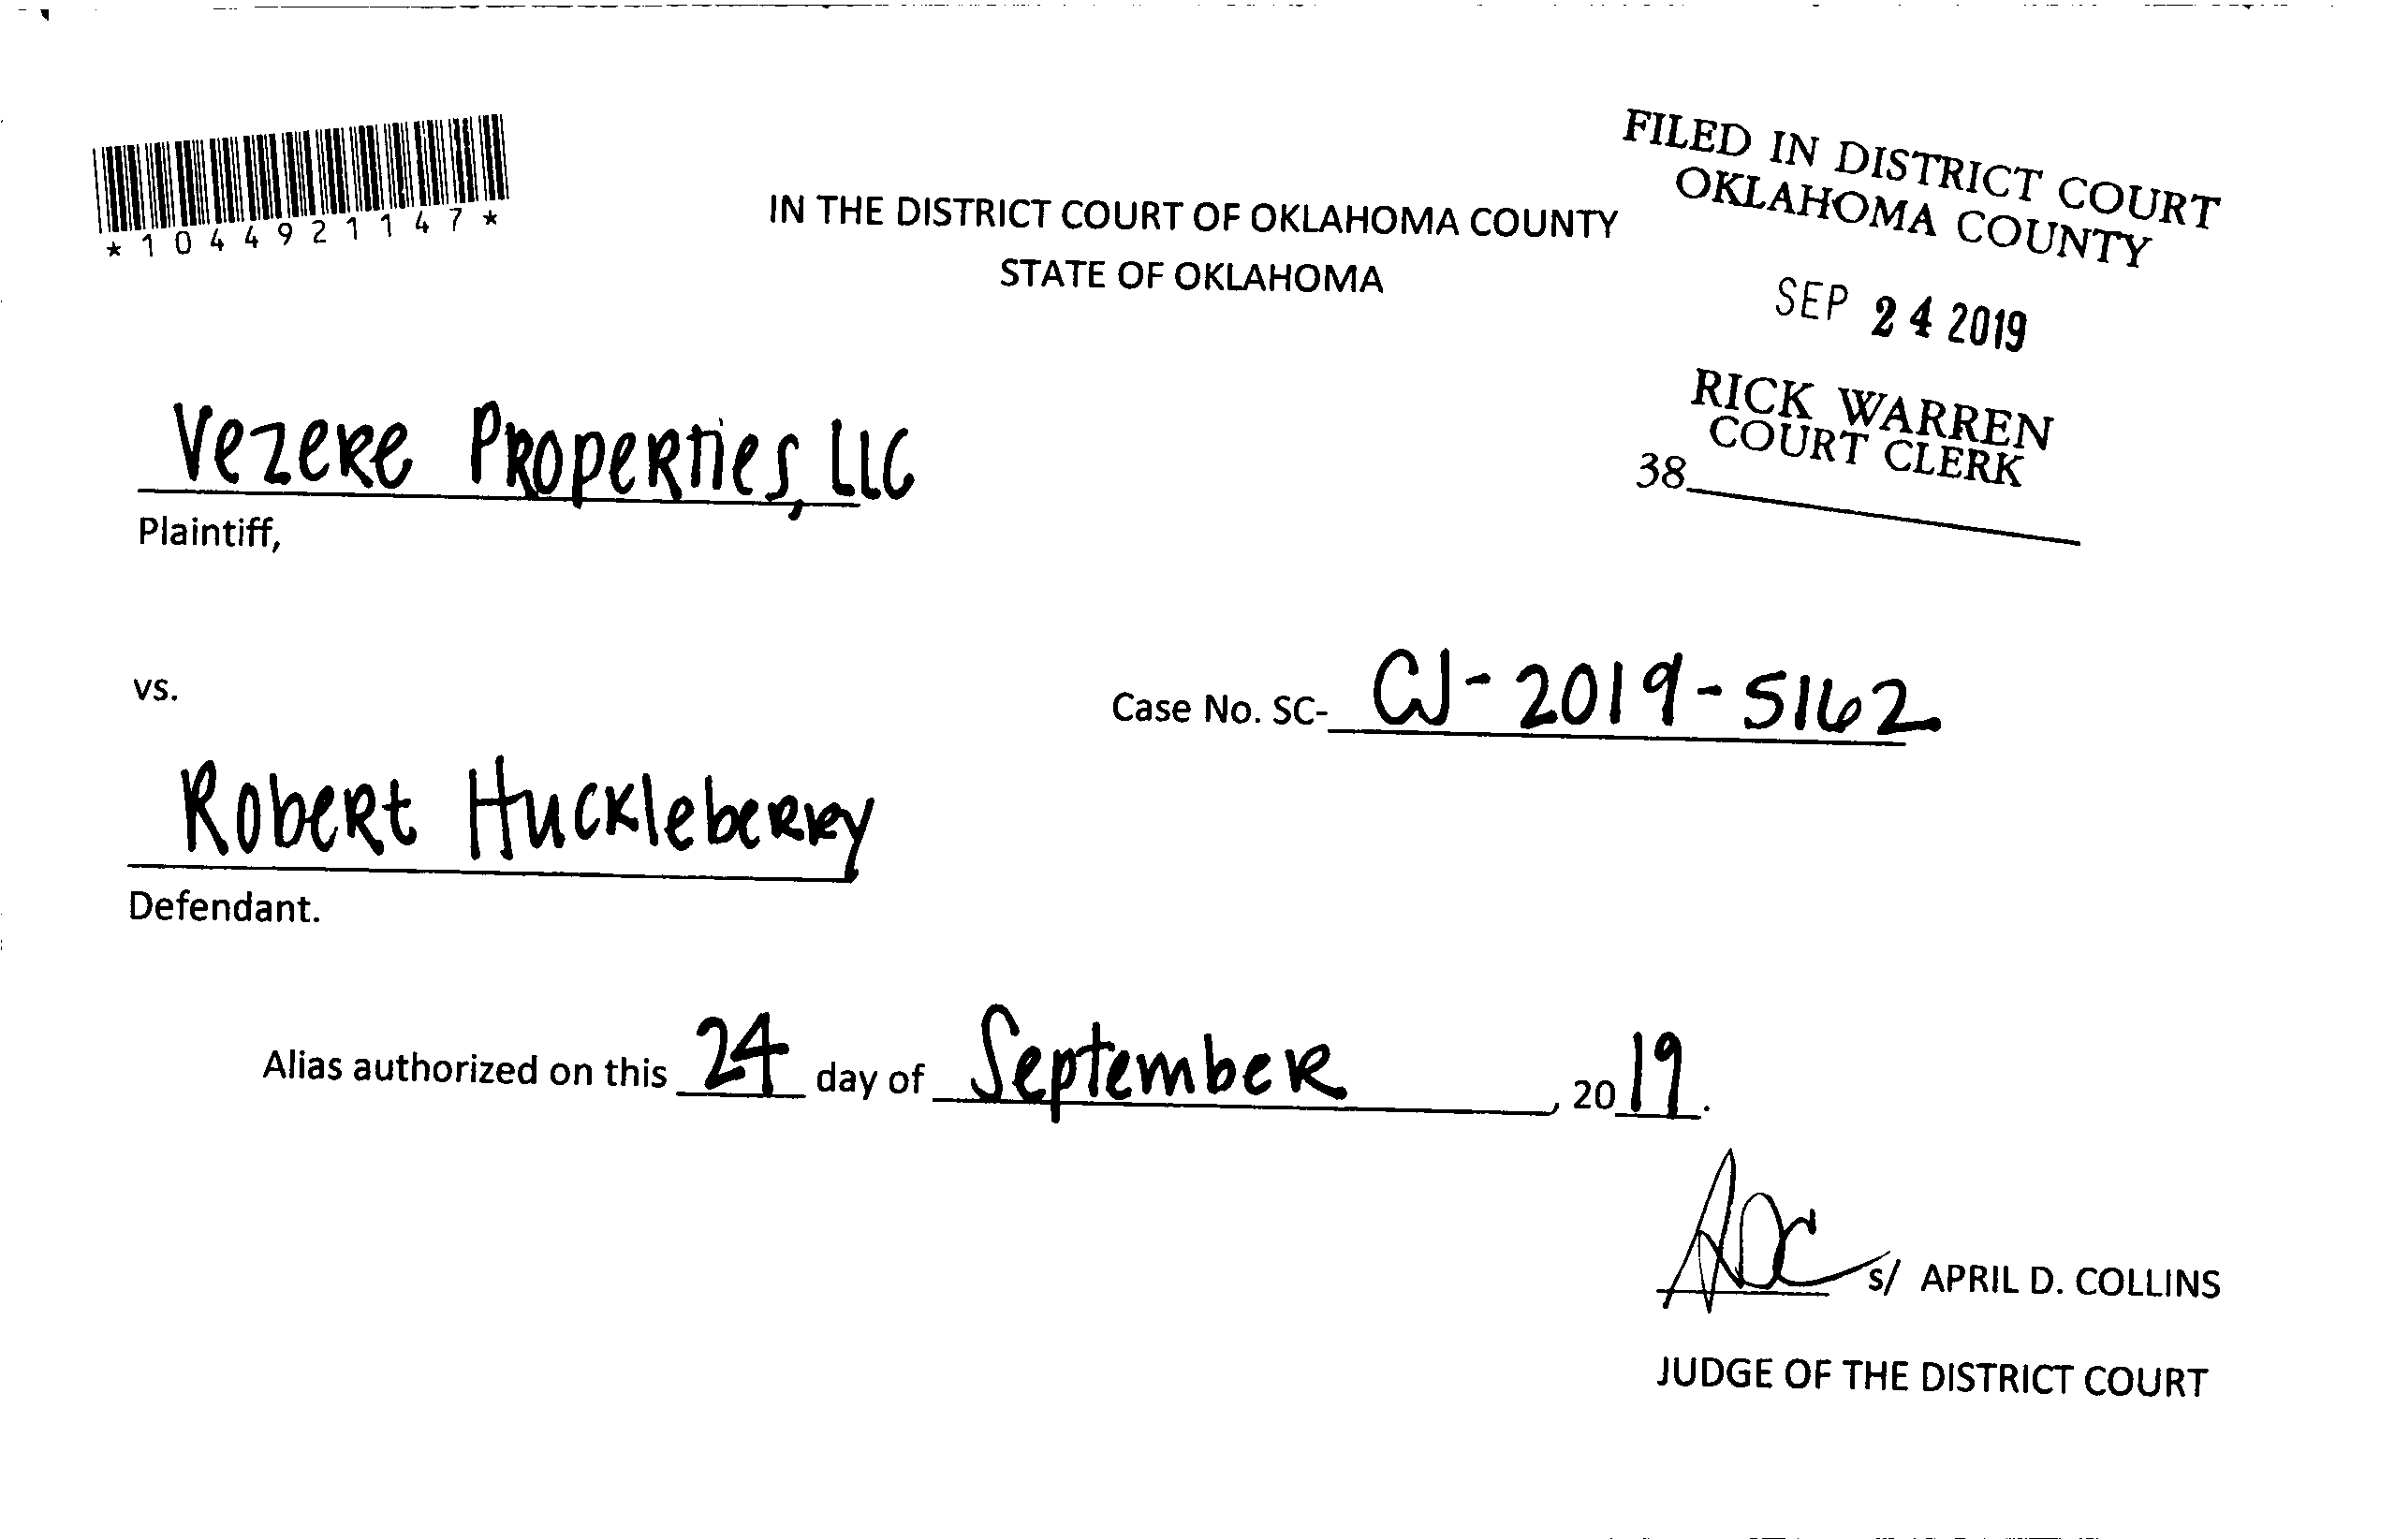 *1044921147*
FILED IN DISTRICT COURT
OKLAHOMA COUNTY
IN THE DISTRICT COURT OF OKLAHOMA COUNTY
STATE OF OKLAHOMA
SEP 24 2019
RICK WARREN
COURT CLERK
38
Vezere Properties, LLC
Plaintiff,
vs.
Case No. SC- CJ-2019-5162
Robert Huckleberry
Defendant.
Alias authorized on this 24 day of September, 2019.
s/ APRIL D. COLLINS
JUDGE OF THE DISTRICT COURT